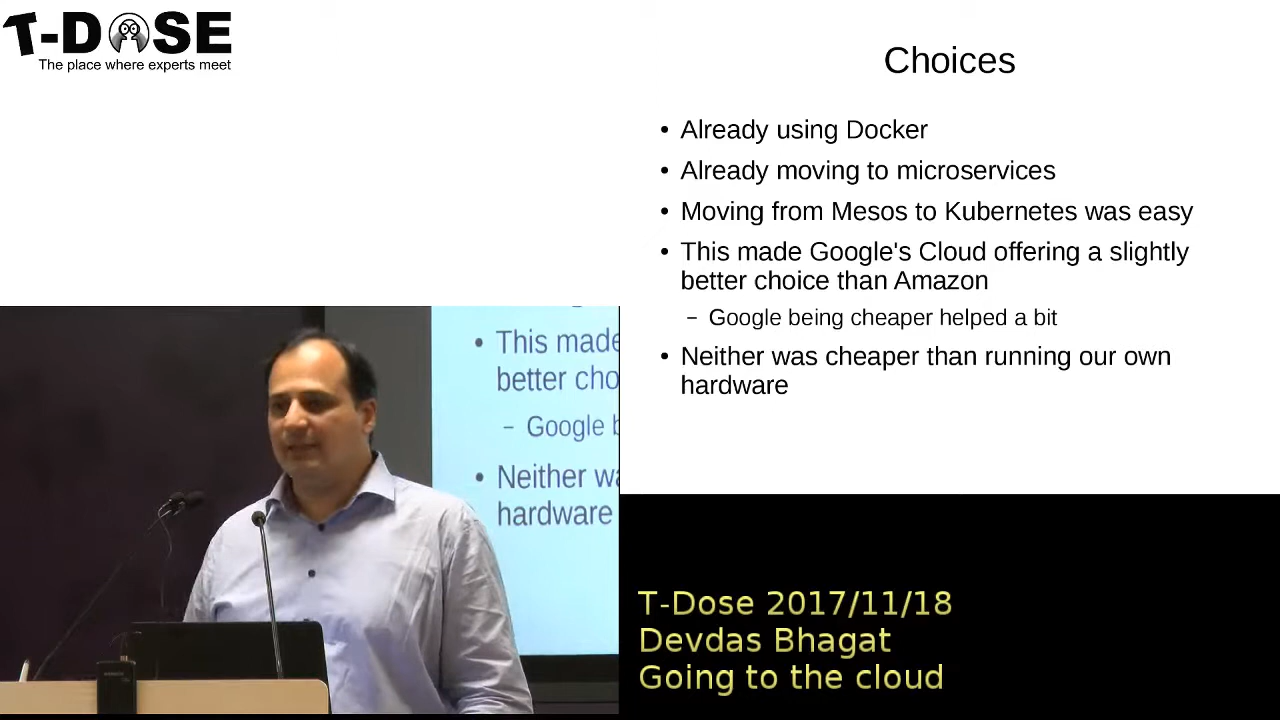 T-DOSE
The place where experts meet
Choices
• Already using Docker
• Already moving to microservices
• Moving from Mesos to Kubernetes was easy
• This made Google's Cloud offering a slightly
better choice than Amazon
– Google being cheaper helped a bit
• Neither was cheaper than running our own
hardware
• This made
better cho
– Google b
• Neither wa
hardware
T-Dose 2017/11/18
Devdas Bhagat
Going to the cloud